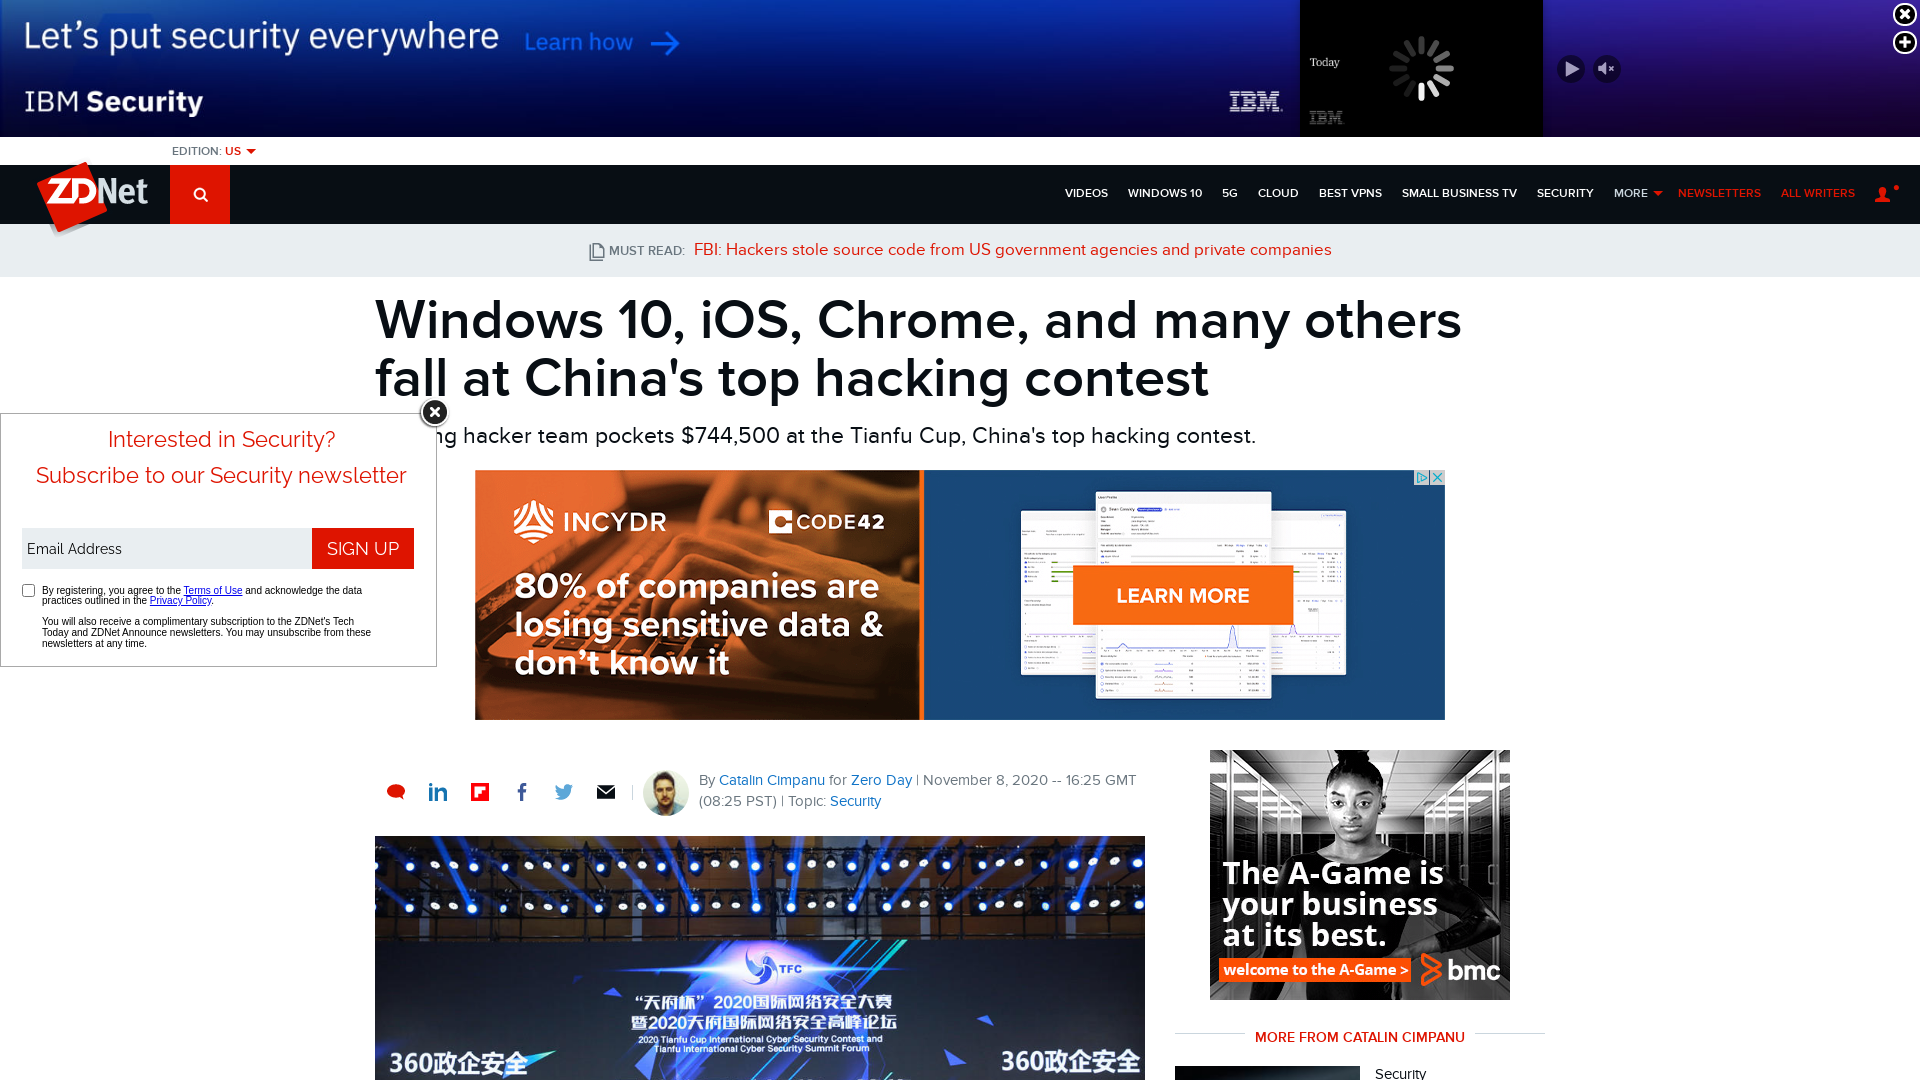 Let's put security everywhere Learn how
IBM Security
IBM
Today
IBM
EDITION: US
ZDNet
VIDEOS WINDOWS 10 5G CLOUD BEST VPNS SMALL BUSINESS TV SECURITY MORE NEWSLETTERS ALL WRITERS
MUST READ: FBI: Hackers stole source code from US government agencies and private companies
Windows 10, iOS, Chrome, and many others
fall at China's top hacking contest
ng hacker team pockets $744,500 at the Tianfu Cup, China's top hacking contest.
Interested in Security?
Subscribe to our Security newsletter
Email Address SIGN UP
By registering, you agree to the Terms of Use and acknowledge the data
practices outlined in the Privacy Policy.
You will also receive a complimentary subscription to the ZDNet's Tech
Today and ZDNet Announce newsletters. You may unsubscribe from these
newsletters at any time.
INCYDR CODE42
80% of companies are
losing sensitive data &
don't know it
LEARN MORE
By Catalin Cimpanu for Zero Day | November 8, 2020 -- 16:25 GMT
(08:25 PST) | Topic: Security
TFC
“天府杯”2020国际网络安全大赛
暨2020天府国际网络安全高峰论坛
2020 Tianfu Cup International Cyber Security Contest and
Tianfu International Cyber Security Summit Forum
360政企安全 360政企安全
The A-Game is
your business
at its best.
welcome to the A-Game > bmc
MORE FROM CATALIN CIMPANU
Security